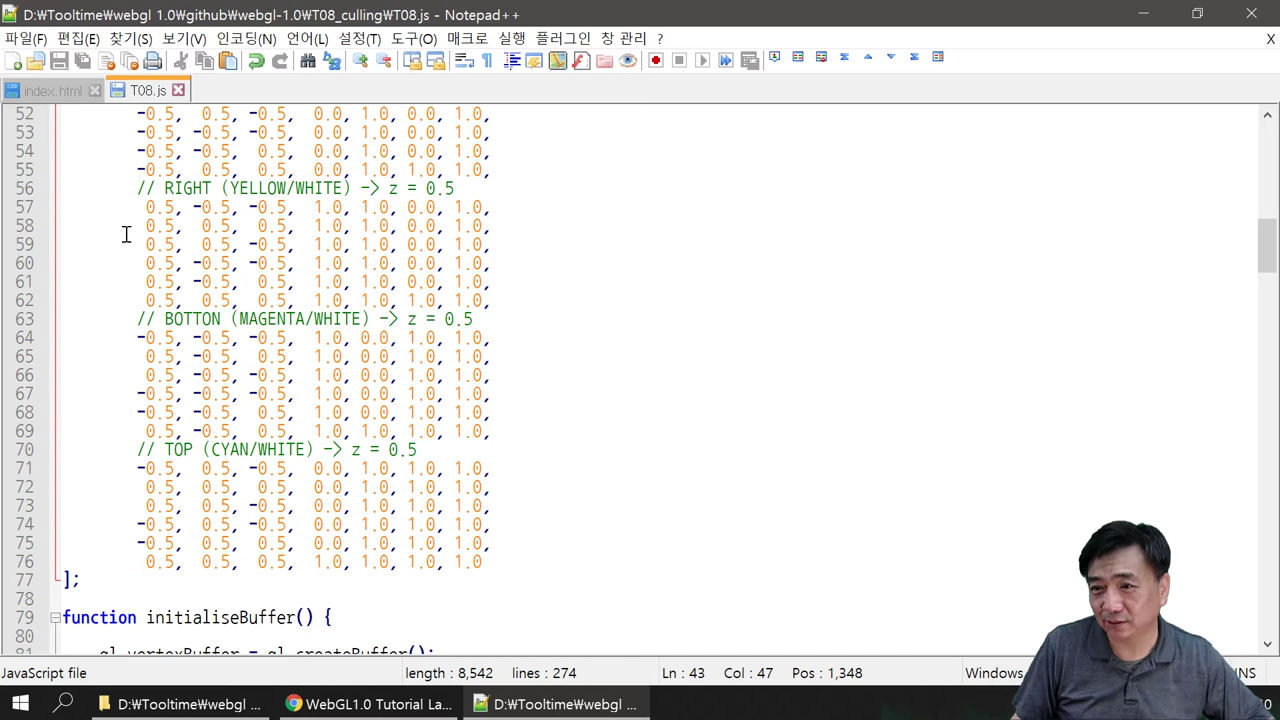 D:₩Tooltime₩webgl 1.0₩github₩webgl-1.0₩T08_culling₩T08.js - Notepad++
파일(F) 편집(E) 찾기(S) 보기(V) 인코딩(N) 언어(L) 설정(T) 도구(O) 매크로 실행 플러그인 창 관리 ? X
index.html T08.js
52 -0.5, 0.5, -0.5, 0.0, 1.0, 0.0, 1.0,
53 -0.5, -0.5, -0.5, 0.0, 1.0, 0.0, 1.0,
54 -0.5, -0.5, 0.5, 0.0, 1.0, 0.0, 1.0,
55 -0.5, 0.5, 0.5, 0.0, 1.0, 1.0, 1.0,
56 // RIGHT (YELLOW/WHITE) -> z = 0.5
57 0.5, -0.5, -0.5, 1.0, 1.0, 0.0, 1.0,
58 0.5, 0.5, 0.5, 1.0, 1.0, 0.0, 1.0,
59 0.5, 0.5, -0.5, 1.0, 1.0, 0.0, 1.0,
60 0.5, -0.5, -0.5, 1.0, 1.0, 0.0, 1.0,
61 0.5, -0.5, 0.5, 1.0, 1.0, 0.0, 1.0,
62 0.5, 0.5, 0.5, 1.0, 1.0, 1.0, 1.0,
63 // BOTTON (MAGENTA/WHITE) -> z = 0.5
64 -0.5, -0.5, -0.5, 1.0, 0.0, 1.0, 1.0,
65 0.5, -0.5, 0.5, 1.0, 0.0, 1.0, 1.0,
66 0.5, -0.5, -0.5, 1.0, 0.0, 1.0, 1.0,
67 -0.5, -0.5, -0.5, 1.0, 0.0, 1.0, 1.0,
68 -0.5, -0.5, 0.5, 1.0, 0.0, 1.0, 1.0,
69 0.5, -0.5, 0.5, 1.0, 1.0, 1.0, 1.0,
70 // TOP (CYAN/WHITE) -> z = 0.5
71 -0.5, 0.5, -0.5, 0.0, 1.0, 1.0, 1.0,
72 0.5, 0.5, 0.5, 0.0, 1.0, 1.0, 1.0,
73 0.5, 0.5, -0.5, 0.0, 1.0, 1.0, 1.0,
74 -0.5, 0.5, -0.5, 0.0, 1.0, 1.0, 1.0,
75 -0.5, 0.5, 0.5, 0.0, 1.0, 1.0, 1.0,
76 0.5, 0.5, 0.5, 1.0, 1.0, 1.0, 1.0
77 ];
78
79 function initialiseBuffer() {
80
81 gl.vertexBuffer = gl.createBuffer();
JavaScript file length : 8,542 lines : 274 Ln : 43 Col : 47 Pos : 1,348 Windows INS
D:₩Tooltime₩webgl ... WebGL1.0 Tutorial La... D:₩Tooltime₩webgl ...